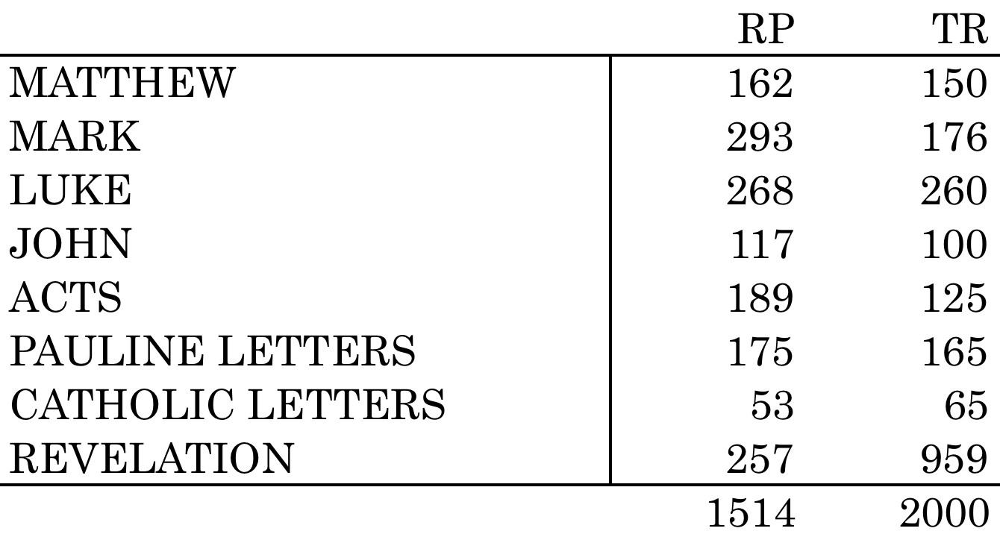 RP TR
MATTHEW 162 150
MARK 293 176
LUKE 268 260
JOHN 117 100
ACTS 189 125
PAULINE LETTERS 175 165
CATHOLIC LETTERS 53 65
REVELATION 257 959
1514 2000